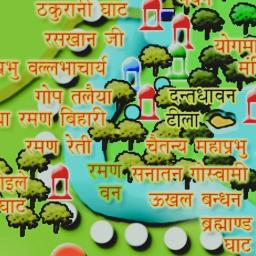 ठकुरानी घाट
रसखान जी
योगमा
प्रभु वल्लभाचार्य
गोप तलैया
दन्तधावन
टीला
रमण बिहारी
रमण रेती
चैतन्य महाप्रभु
रमण
वन
सनातन गोस्वामी
ऊखल बन्धन
घाट
ब्रह्माण्ड
घाट